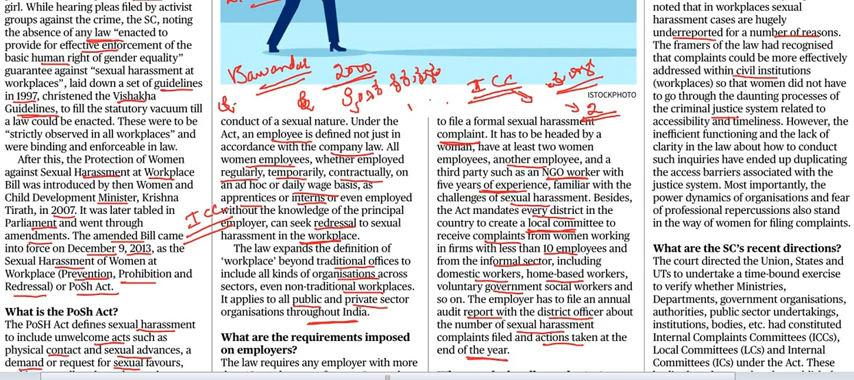 girl. While hearing pleas filed by activist
groups against the crime, the SC, noting
the absence of any law “enacted to
provide for effective enforcement of the
basic human right of gender equality”
guarantee against “sexual harassment at
workplaces”, laid down a set of guidelines
in 1997, christened the Vishakha
Guidelines, to fill the statutory vacuum till
a law could be enacted. These were to be
“strictly observed in all workplaces” and
were binding and enforceable in law.
After this, the Protection of Women
against Sexual Harassment at Workplace
Bill was introduced by then Women and
Child Development Minister, Krishna
Tirath, in 2007. It was later tabled in
Parliament and went through
amendments. The amended Bill came
into force on December 9, 2013, as the
Sexual Harassment of Women at
Workplace (Prevention, Prohibition and
Redressal) or PoSh Act.
What is the PoSh Act?
The PoSH Act defines sexual harassment
to include unwelcome acts such as
physical contact and sexual advances, a
demand or request for sexual favours,
ICC
Bawandar 2000
ICC
2
ISTOCKPHOTO
conduct of a sexual nature. Under the
Act, an employee is defined not just in
accordance with the company law. All
women employees, whether employed
regularly, temporarily, contractually, on
an ad hoc or daily wage basis, as
apprentices or interns or even employed
without the knowledge of the principal
employer, can seek redressal to sexual
harassment in the workplace.
The law expands the definition of
‘workplace’ beyond traditional offices to
include all kinds of organisations across
sectors, even non-traditional workplaces.
It applies to all public and private sector
organisations throughout India.
What are the requirements imposed
on employers?
The law requires any employer with more
to file a formal sexual harassment
complaint. It has to be headed by a
woman, have at least two women
employees, another employee, and a
third party such as an NGO worker with
five years of experience, familiar with the
challenges of sexual harassment. Besides,
the Act mandates every district in the
country to create a local committee to
receive complaints from women working
in firms with less than 10 employees and
from the informal sector, including
domestic workers, home-based workers,
voluntary government social workers and
so on. The employer has to file an annual
audit report with the district officer about
the number of sexual harassment
complaints filed and actions taken at the
end of the year.
noted that in workplaces sexual
harassment cases are hugely
underreported for a number of reasons.
The framers of the law had recognised
that complaints could be more effectively
addressed within civil institutions
(workplaces) so that women did not have
to go through the daunting processes of
the criminal justice system related to
accessibility and timeliness. However, the
inefficient functioning and the lack of
clarity in the law about how to conduct
such inquiries have ended up duplicating
the access barriers associated with the
justice system. Most importantly, the
power dynamics of organisations and fear
of professional repercussions also stand
in the way of women for filing complaints.
What are the SC’s recent directions?
The court directed the Union, States and
UTs to undertake a time-bound exercise
to verify whether Ministries,
Departments, government organisations,
authorities, public sector undertakings,
institutions, bodies, etc. had constituted
Internal Complaints Committees (ICCs),
Local Committees (LCs) and Internal
Committees (ICs) under the Act. These